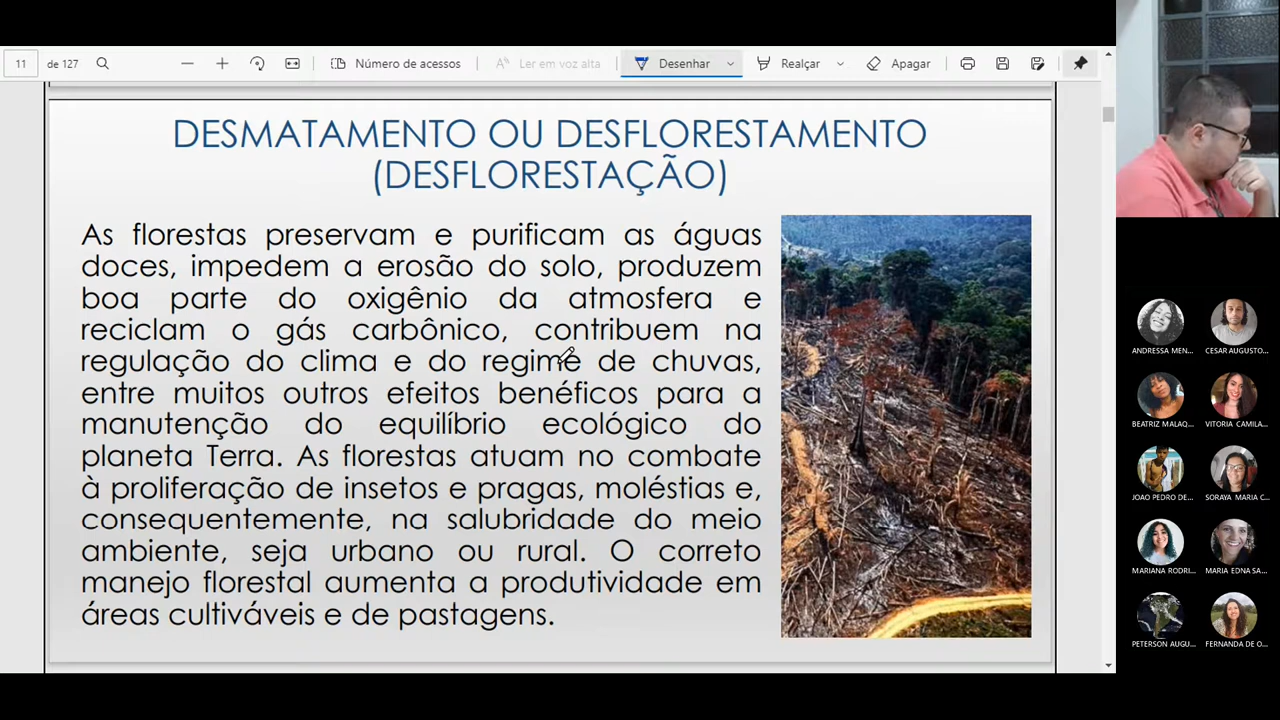 11 de 127
Número de acessos
Ler em voz alta
Desenhar
Realçar
Apagar
DESMATAMENTO OU DESFLORESTAMENTO
(DESFLORESTAÇÃO)
As florestas preservam e purificam as águas
doces, impedem a erosão do solo, produzem
boa parte do oxigênio da atmosfera e
reciclam o gás carbônico, contribuem na
regulação do clima e do regime de chuvas,
entre muitos outros efeitos benéficos para a
manutenção do equilíbrio ecológico do
planeta Terra. As florestas atuam no combate
à proliferação de insetos e pragas, moléstias e,
consequentemente, na salubridade do meio
ambiente, seja urbano ou rural. O correto
manejo florestal aumenta a produtividade em
áreas cultiváveis e de pastagens.
ANDRESSA MEN...
CESAR AUGUSTO...
BEATRIZ MALAQ...
VITORIA CAMILA...
JOAO PEDRO DE...
SORAYA MARIA C...
MARIANA RODRI...
MARIA EDNA SA...
PETERSON AUGU...
FERNANDA DE O...